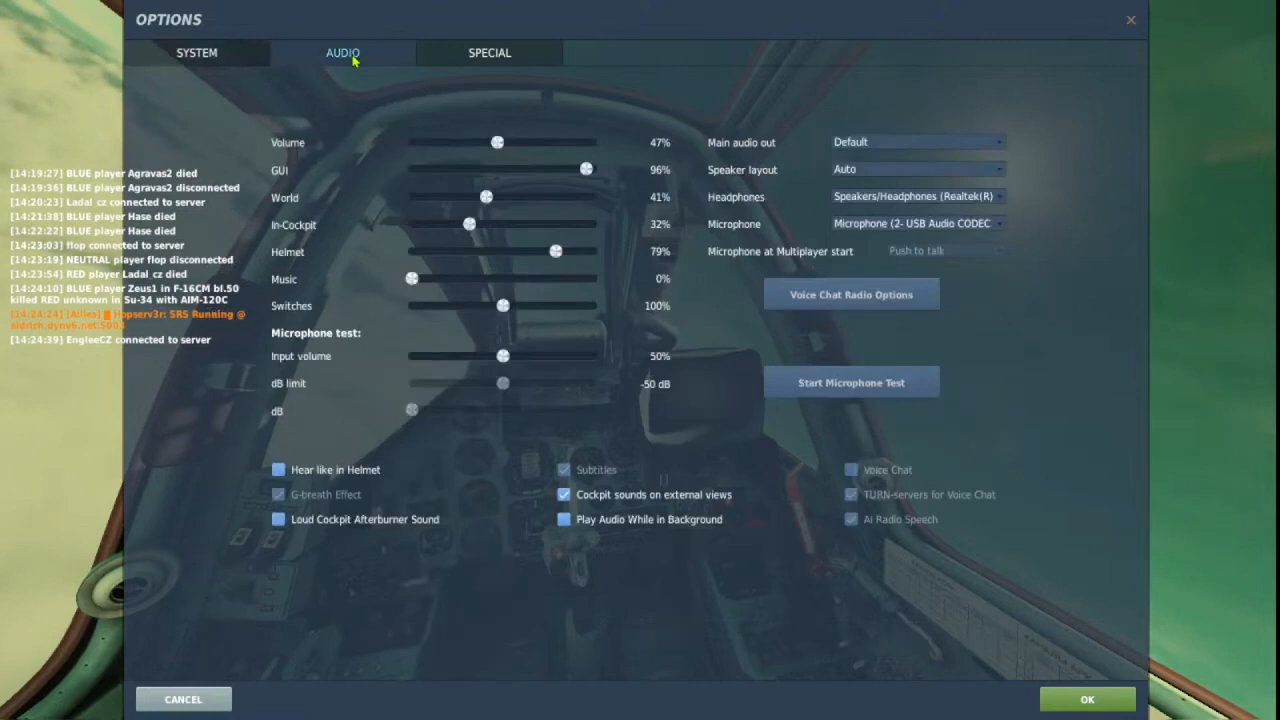 OPTIONS
SYSTEM
AUDIO
SPECIAL
Volume 47%
GUI 96%
World 41%
In-Cockpit 32%
Helmet 79%
Music 0%
Switches 100%
Microphone test:
Input volume 50%
dB limit -50 dB
dB
Main audio out Default
Speaker layout Auto
Headphones Speakers/Headphones (Realtek(R)
Microphone Microphone (2- USB Audio CODEC
Microphone at Multiplayer start Push to talk
Voice Chat Radio Options
Start Microphone Test
Hear like in Helmet
G-breath Effect
Loud Cockpit Afterburner Sound
Subtitles
Cockpit sounds on external views
Play Audio While in Background
Voice Chat
TURN-servers for Voice Chat
Ai Radio Speech
[14:19:27] BLUE player Agravas2 died
[14:19:36] BLUE player Agravas2 disconnected
[14:20:23] Ladal cz connected to server
[14:21:38] BLUE player Hase died
[14:22:22] BLUE player Hase died
[14:23:03] flop connected to server
[14:23:19] NEUTRAL player flop disconnected
[14:23:54] RED player Ladal cz died
[14:24:10] BLUE player Zeus1 in F-16CM bl.50
killed RED unknown in Su-34 with AIM-120C
[14:24:24] [Allies] Hopserv3r: SRS Running @
[14:24:39] EngleeCZ connected to server
CANCEL
OK